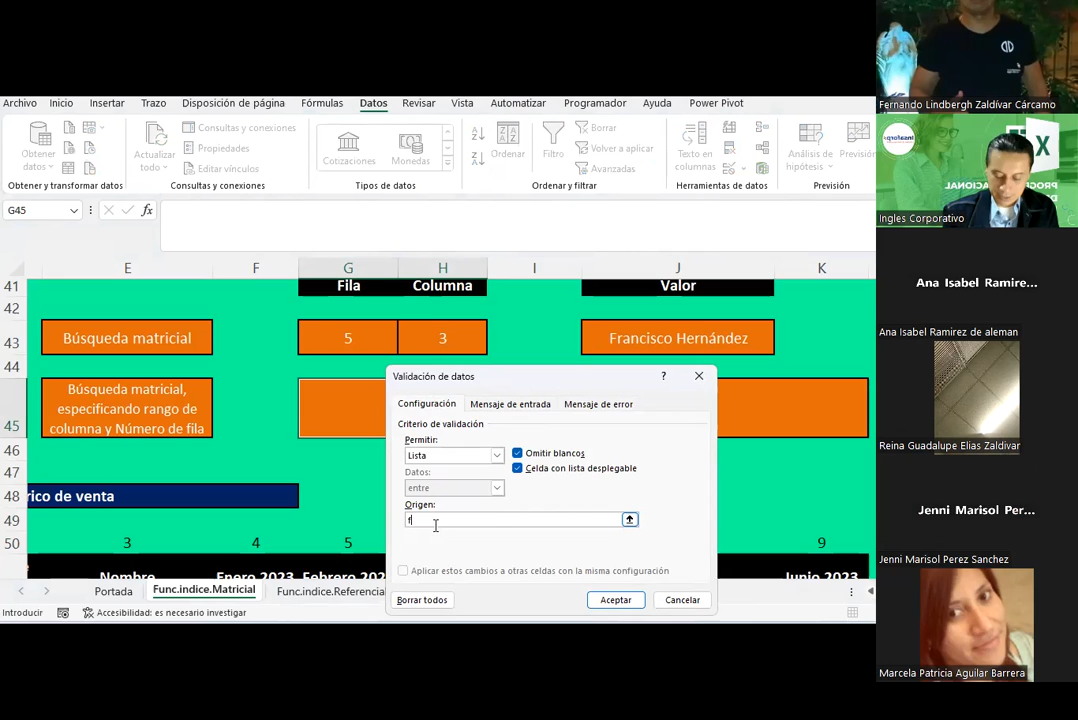 Archivo Inicio Insertar Trazo Disposición de página Fórmulas Datos Revisar Vista Automatizar Programador Ayuda Power Pivot
Obtener datos
Actualizar todo
Consultas y conexiones
Propiedades
Editar vínculos
Cotizaciones
Monedas
Ordenar
Filtro
Borrar
Volver a aplicar
Avanzadas
Texto en columnas
Análisis de hipótesis
Previsión
Obtener y transformar datos
Consultas y conexiones
Tipos de datos
Ordenar y filtrar
Herramientas de datos
Previsión
G45
fx
E F G H I J K
41 Fila Columna Valor
42
43 Búsqueda matricial 5 3 Francisco Hernández
44
45 Búsqueda matricial,
especificando rango de
columna y Número de fila
46
47
48 rico de venta
49
50 3 4 5 9
Nombre Enero 2023 Febrero 202 Junio 2023
Validación de datos
?
Configuración Mensaje de entrada Mensaje de error
Criterio de validación
Permitir:
Lista
Omitir blancos
Celda con lista desplegable
Datos:
entre
Origen:
f
Aplicar estos cambios a otras celdas con la misma configuración
Borrar todos Aceptar Cancelar
Portada Func.indice.Matricial Func.indice.Referencial
Introducir
Accesibilidad: es necesario investigar
Fernando Lindbergh Zaldívar Cárcamo
Insaforp
X
Ingles Corporativo
Ana Isabel Ramire...
Ana Isabel Ramirez de aleman
Reina Guadalupe Elias Zaldivar
Jenni Marisol Perez...
Jenni Marisol Perez Sanchez
Marcela Patricia Aguilar Barrera